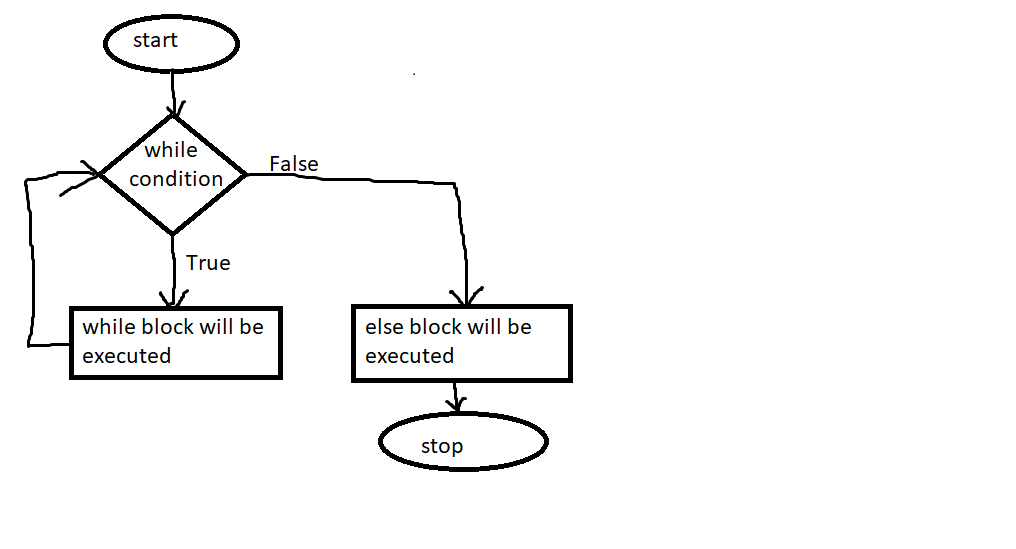 start
while
condition
False
True
while block will be
executed
else block will be
executed
stop